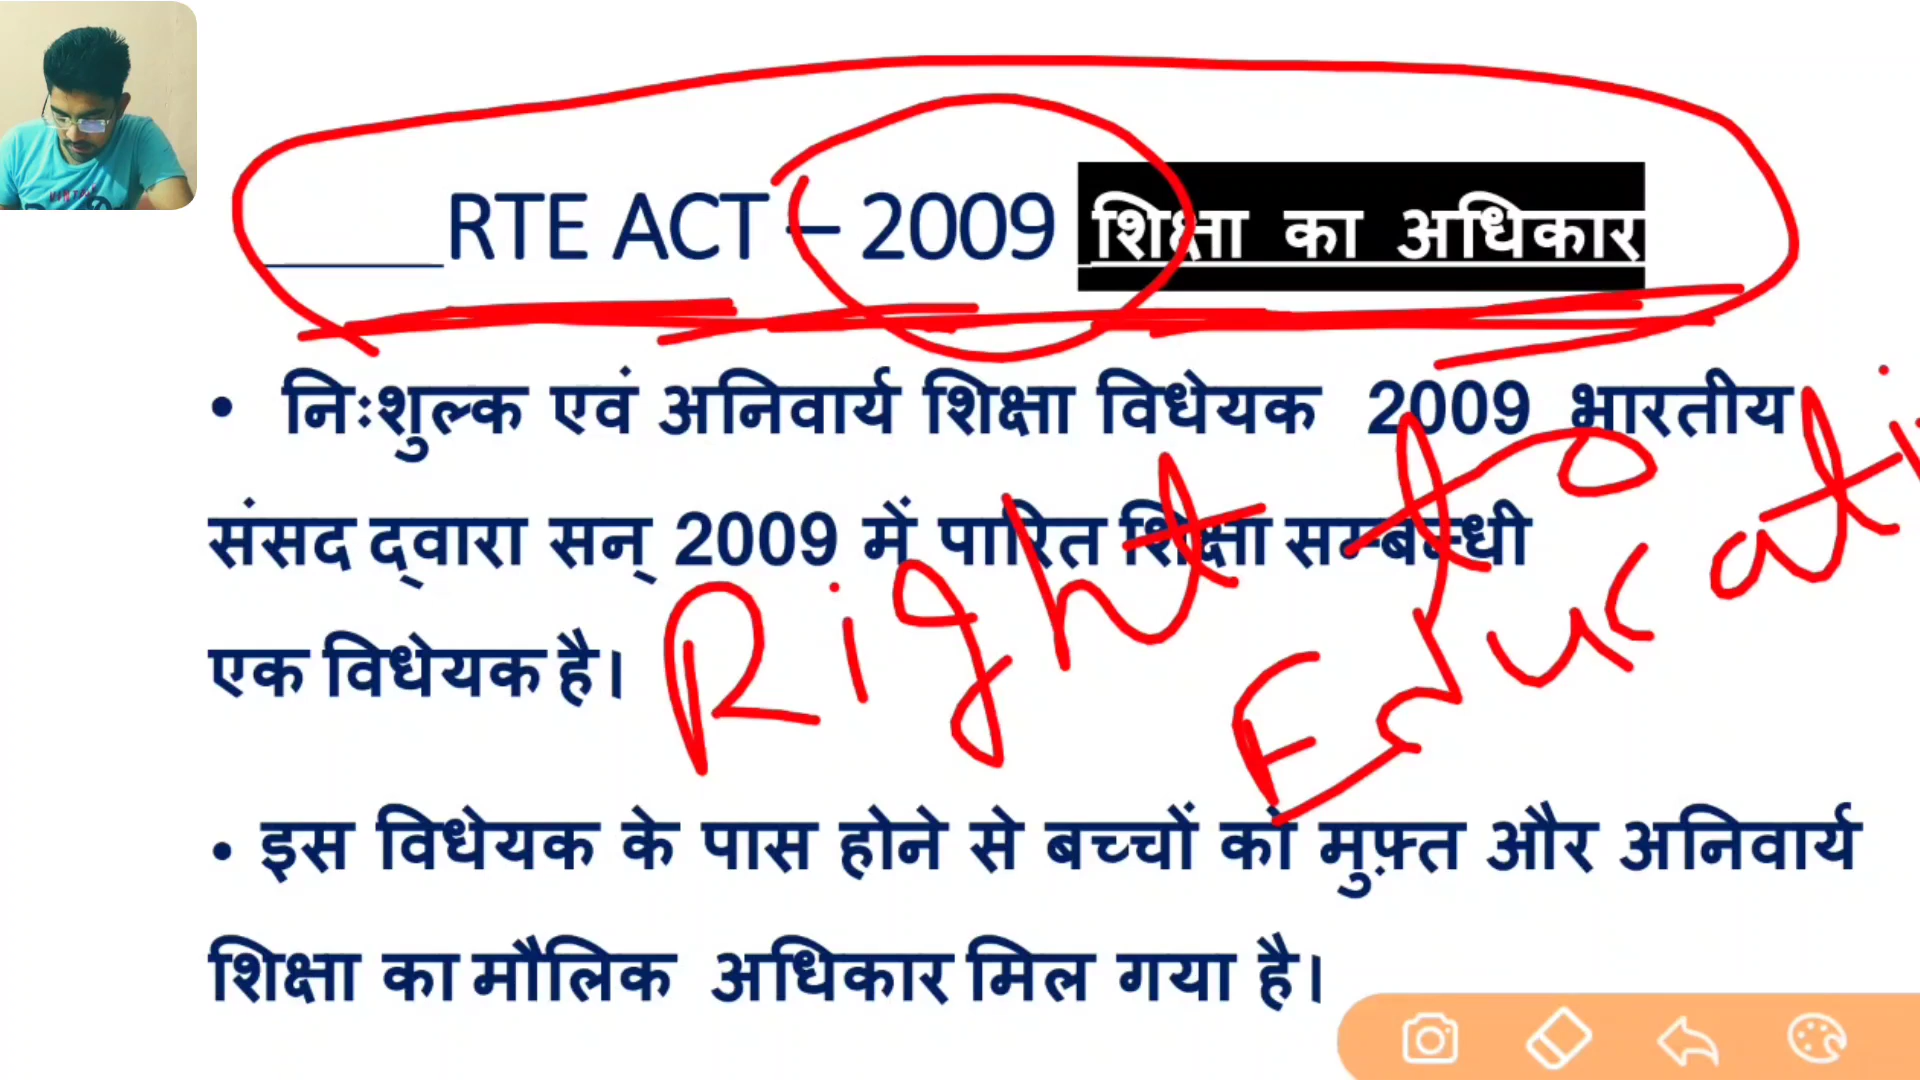 RTE ACT – 2009 शिक्षा का अधिकार
• निःशुल्क एवं अनिवार्य शिक्षा विधेयक 2009 भारतीय
संसद द्वारा सन् 2009 में पारित शिक्षा सम्बन्धी
एक विधेयक है।
Right to
Educati
• इस विधेयक के पास होने से बच्चों को मुफ़्त और अनिवार्य
शिक्षा का मौलिक अधिकार मिल गया है।